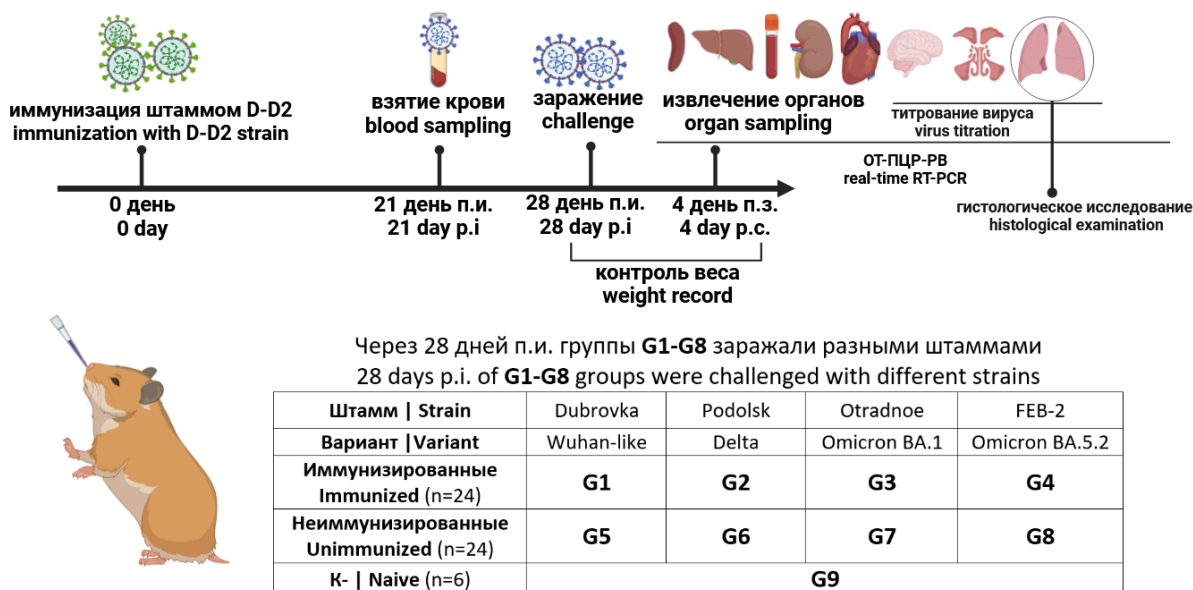 иммунизация штаммом D-D2
immunization with D-D2 strain
взятие крови
blood sampling
заражение
challenge
извлечение органов
organ sampling
титрование вируса
virus titration
ОТ-ПЦР-РВ
real-time RT-PCR
гистологическое исследование
histological examination
0 день
0 day
21 день п.и.
21 day p.i
28 день п.и.
28 day p.i
4 день п.з.
4 day p.c.
контроль веса
weight record
Через 28 дней п.и. группы G1-G8 заражали разными штаммами
28 days p.i. of G1-G8 groups were challenged with different strains
Штамм | Strain Dubrovka Podolsk Otradnoe FEB-2
Вариант |Variant Wuhan-like Delta Omicron BA.1 Omicron BA.5.2
Иммунизированные
Immunized (n=24) G1 G2 G3 G4
Неиммунизированные
Unimmunized (n=24) G5 G6 G7 G8
К- | Naive (n=6) G9